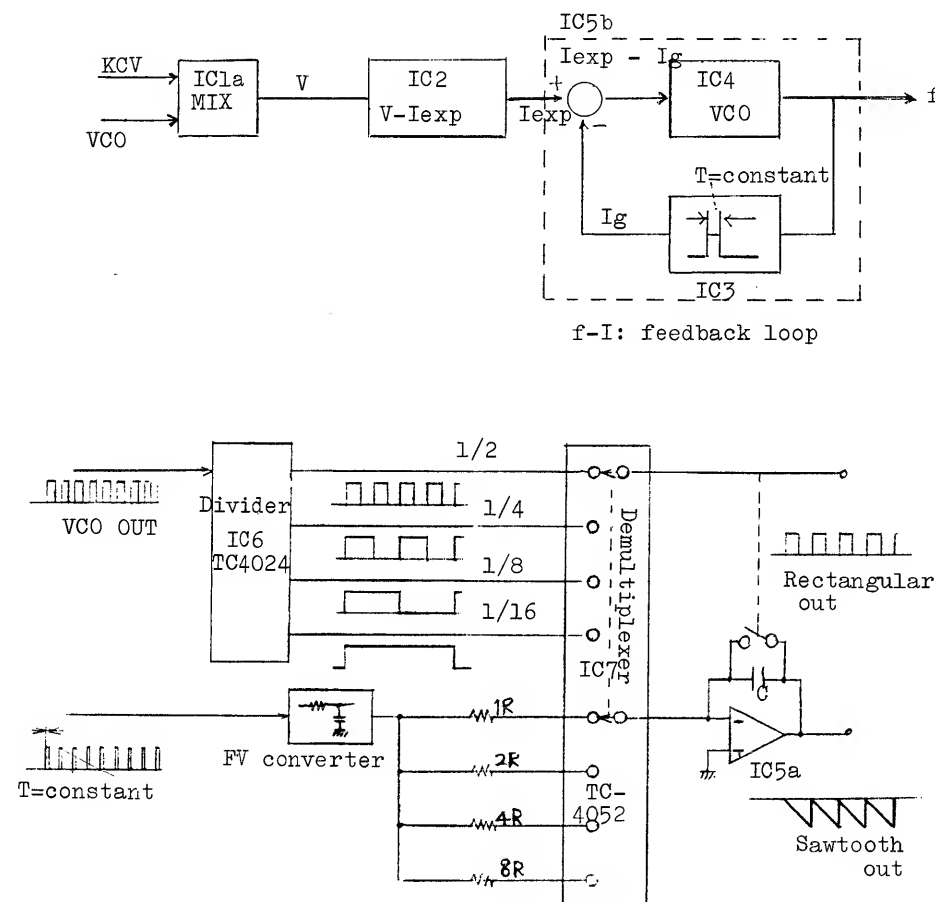 IC5b
KCV
IC1a
MIX
V
IC2
V-Iexp
Iexp - Ig
+
Iexp
-
IC4
VCO
f
VCO
T=constant
Ig
IC3
f-I: feedback loop
1/2
Divider
IC6
TC4024
VCO OUT
1/4
1/8
1/16
Demultiplexer
IC7
Rectangular
out
C
1R
FV converter
T=constant
2R
TC-
4052
4R
8R
-
+
IC5a
Sawtooth
out